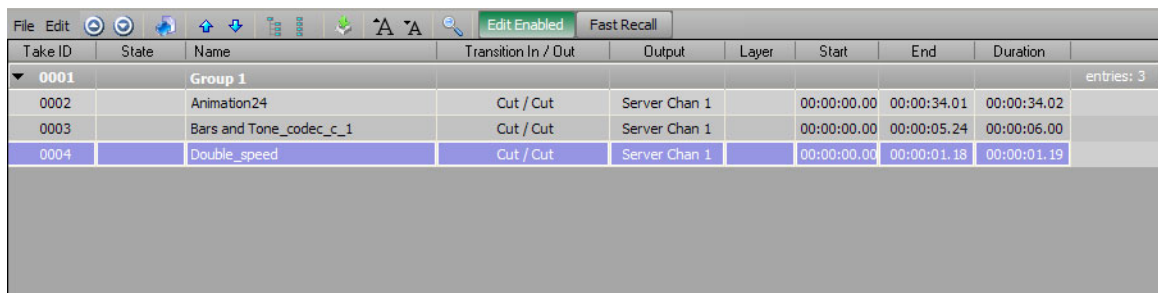 File Edit A A Edit Enabled Fast Recall
Take ID State Name Transition In / Out Output Layer Start End Duration
0001 Group 1 entries: 3
0002 Animation24 Cut / Cut Server Chan 1 00:00:00.00 00:00:34.01 00:00:34.02
0003 Bars and Tone_codec_c_1 Cut / Cut Server Chan 1 00:00:00.00 00:00:05.24 00:00:06.00
0004 Double_speed Cut / Cut Server Chan 1 00:00:00.00 00:00:01.18 00:00:01.19